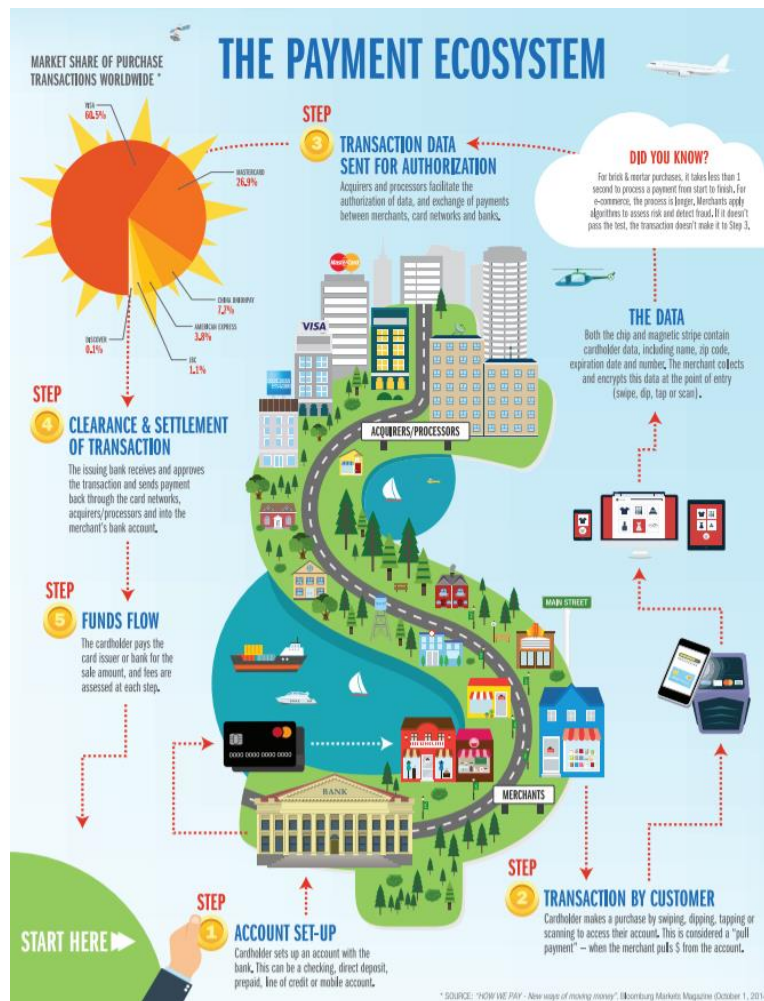 THE PAYMENT ECOSYSTEM
MARKET SHARE OF PURCHASE
TRANSACTIONS WORLDWIDE *
VISA
60.5%
MASTERCARD
26.9%
CHINA UNIONPAY
7.7%
AMERICAN EXPRESS
3.8%
JBC
1.1%
DISCOVER
0.1%
STEP
3
TRANSACTION DATA
SENT FOR AUTHORIZATION
Acquirers and processors facilitate the
authorization of data, and exchange of payments
between merchants, card networks and banks.
DID YOU KNOW?
For brick & mortar purchases, it takes less than 1
second to process a payment from start to finish. For
e-commerce, the process is longer. Merchants apply
algorithms to assess risk and detect fraud. If it doesn't
pass the test, the transaction doesn't make it to Step 3.
THE DATA
Both the chip and magnetic stripe contain
cardholder data, including name, zip code,
expiration date and number. The merchant collects
and encrypts this data at the point of entry
(swipe, dip, tap or scan).
MasterCard
VISA
ACQUIRERS/PROCESSORS
STEP
4
CLEARANCE & SETTLEMENT
OF TRANSACTION
The issuing bank receives and approves
the transaction and sends payment
back through the card networks,
acquirers/processors and into the
merchant's bank account.
STEP
5
FUNDS FLOW
The cardholder pays the
card issuer or bank for the
sale amount, and fees are
assessed at each step.
MAIN STREET
0000 0000 0000 0000
BANK
MERCHANTS
START HERE
STEP
1
ACCOUNT SET-UP
Cardholder sets up an account with the
bank. This can be a checking, direct deposit,
prepaid, line of credit or mobile account.
STEP
2
TRANSACTION BY CUSTOMER
Cardholder makes a purchase by swiping, dipping, tapping or
scanning to access their account. This is considered a "pull
payment" – when the merchant pulls $ from the account.
* SOURCE: "HOW WE PAY - New ways of moving money", Bloomburg Markets Magazine (October 1, 201